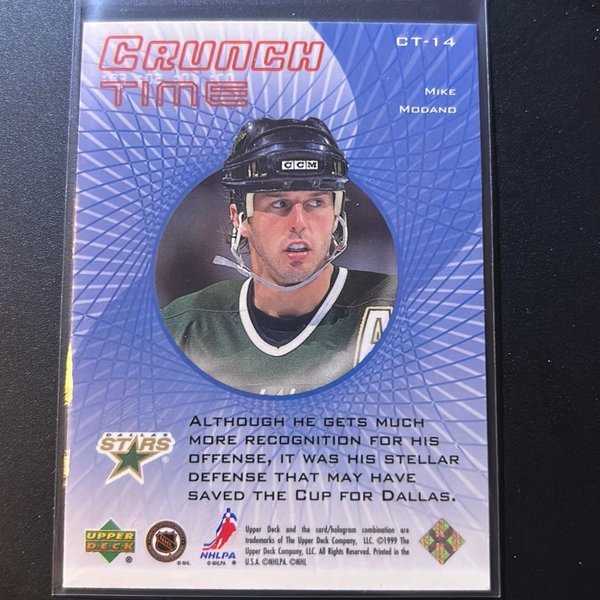 CRUNCH
TIME
CT-14
MIKE
MODANO
CCM
A
DALLAS
STARS
ALTHOUGH HE GETS MUCH
MORE RECOGNITION FOR HIS
OFFENSE, IT WAS HIS STELLAR
DEFENSE THAT MAY HAVE
SAVED THE CUP FOR DALLAS.
UPPER
DECK
®
NHL
© NHL
NHLPA
© NHLPA ®
Upper Deck and the card/hologram combination are
trademarks of The Upper Deck Company, LLC. ©1999 The
Upper Deck Company, LLC. All Rights Reserved. Printed in the
U.S.A. ©NHLPA. ©NHL